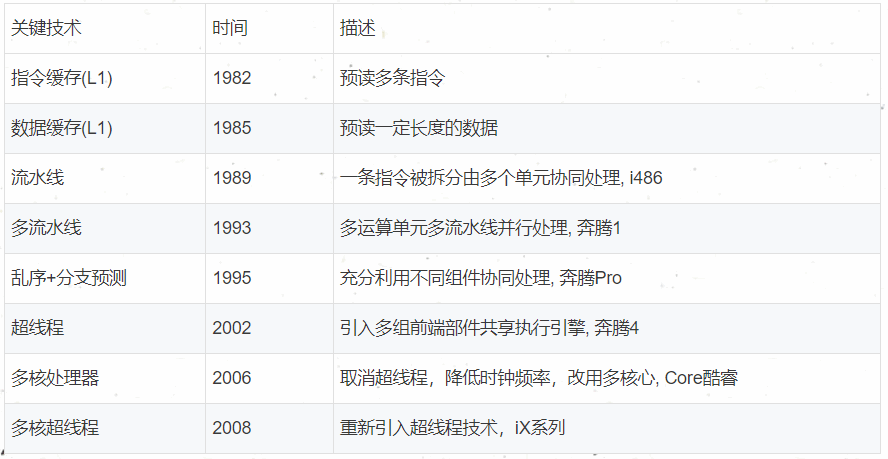 关键技术 时间 描述
指令缓存(L1) 1982 预读多条指令
数据缓存(L1) 1985 预读一定长度的数据
流水线 1989 一条指令被拆分由多个单元协同处理, i486
多流水线 1993 多运算单元多流水线并行处理, 奔腾1
乱序+分支预测 1995 充分利用不同组件协同处理, 奔腾Pro
超线程 2002 引入多组前端部件共享执行引擎, 奔腾4
多核处理器 2006 取消超线程，降低时钟频率，改用多核心, Core酷睿
多核超线程 2008 重新引入超线程技术，iX系列